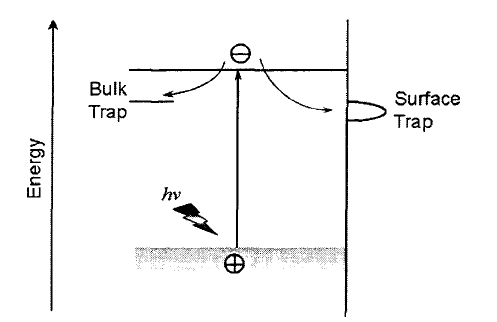 Bulk
Trap
Surface
Trap
Energy
hν
⊖
⊕